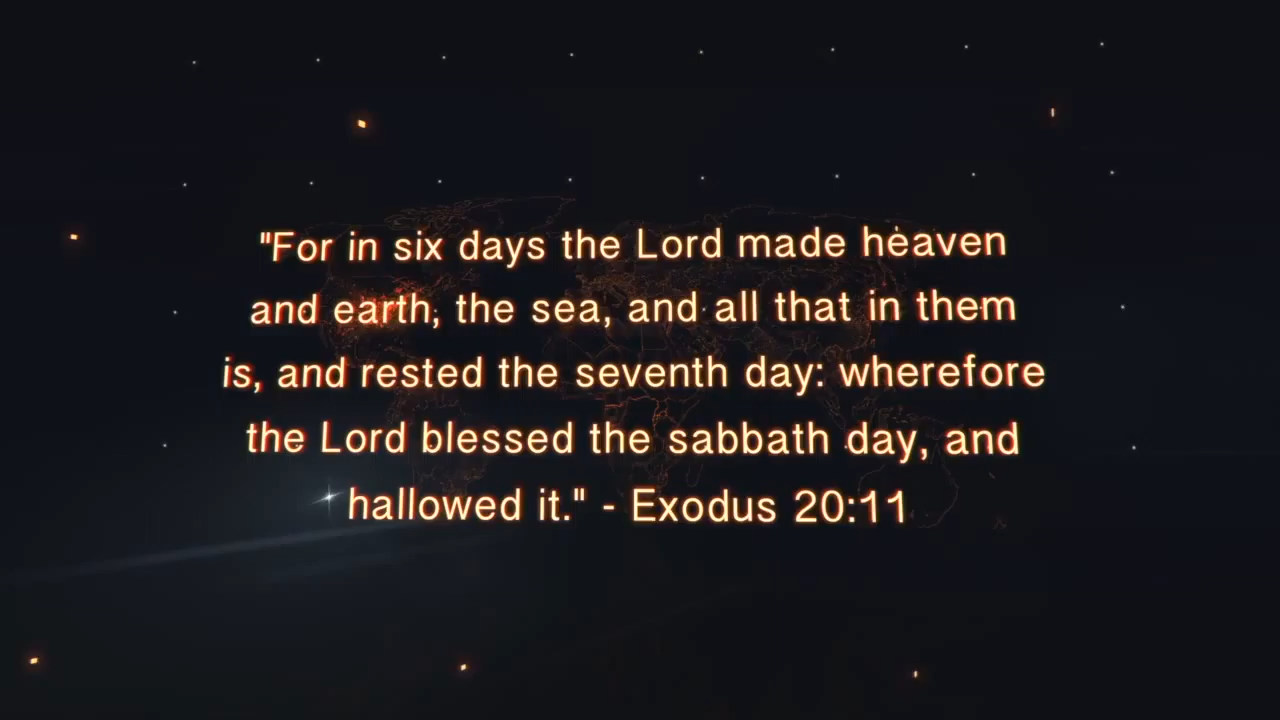 "For in six days the Lord made heaven
and earth, the sea, and all that in them
is, and rested the seventh day: wherefore
the Lord blessed the sabbath day, and
hallowed it." - Exodus 20:11